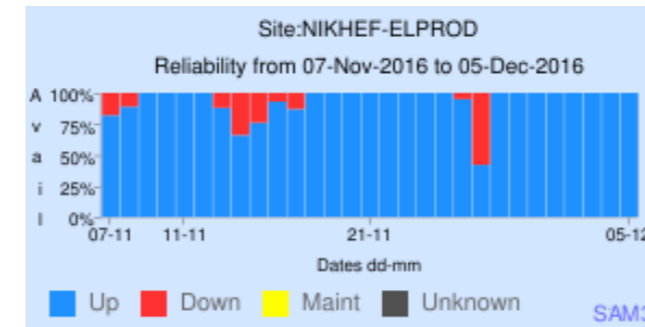 Site:NIKHEF-ELPROD
Reliability from 07-Nov-2016 to 05-Dec-2016
A 100%
v 75%
a 50%
i 25%
l 0%
07-11 11-11 21-11 05-12
Dates dd-mm
Up Down Maint Unknown
SAM3